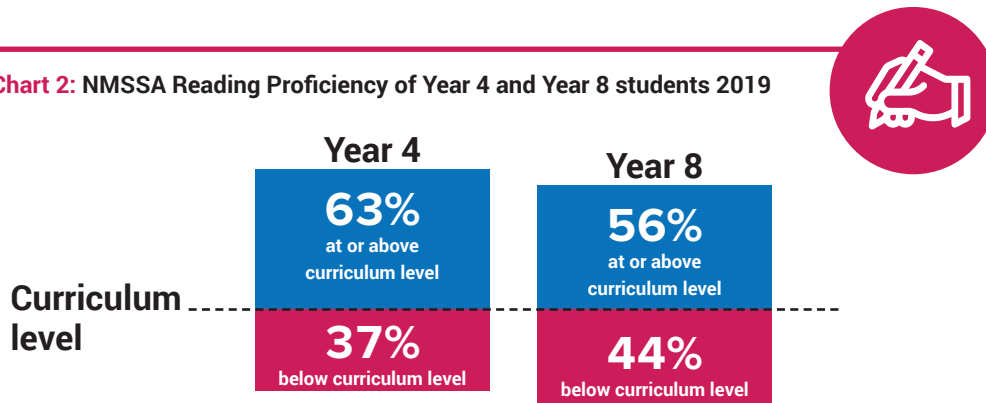 Chart 2: NMSSA Reading Proficiency of Year 4 and Year 8 students 2019
Year 4
63%
at or above
curriculum level
37%
below curriculum level
Year 8
56%
at or above
curriculum level
44%
below curriculum level
Curriculum
level